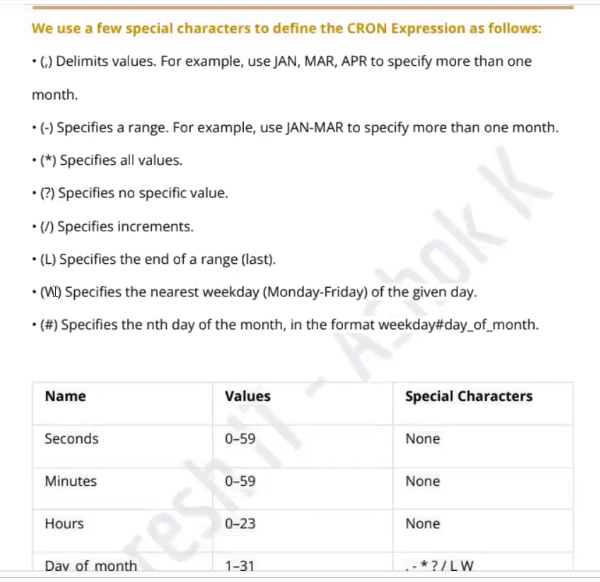 We use a few special characters to define the CRON Expression as follows:
• (,) Delimits values. For example, use JAN, MAR, APR to specify more than one
month.
• (-) Specifies a range. For example, use JAN-MAR to specify more than one month.
• (*) Specifies all values.
• (?) Specifies no specific value.
• (/) Specifies increments.
• (L) Specifies the end of a range (last).
• (W) Specifies the nearest weekday (Monday-Friday) of the given day.
• (#) Specifies the nth day of the month, in the format weekday#day_of_month.
Name Values Special Characters
Seconds 0–59 None
Minutes 0–59 None
Hours 0–23 None
Day of month 1–31 , - * ? / L W
resh IT - Ashok K